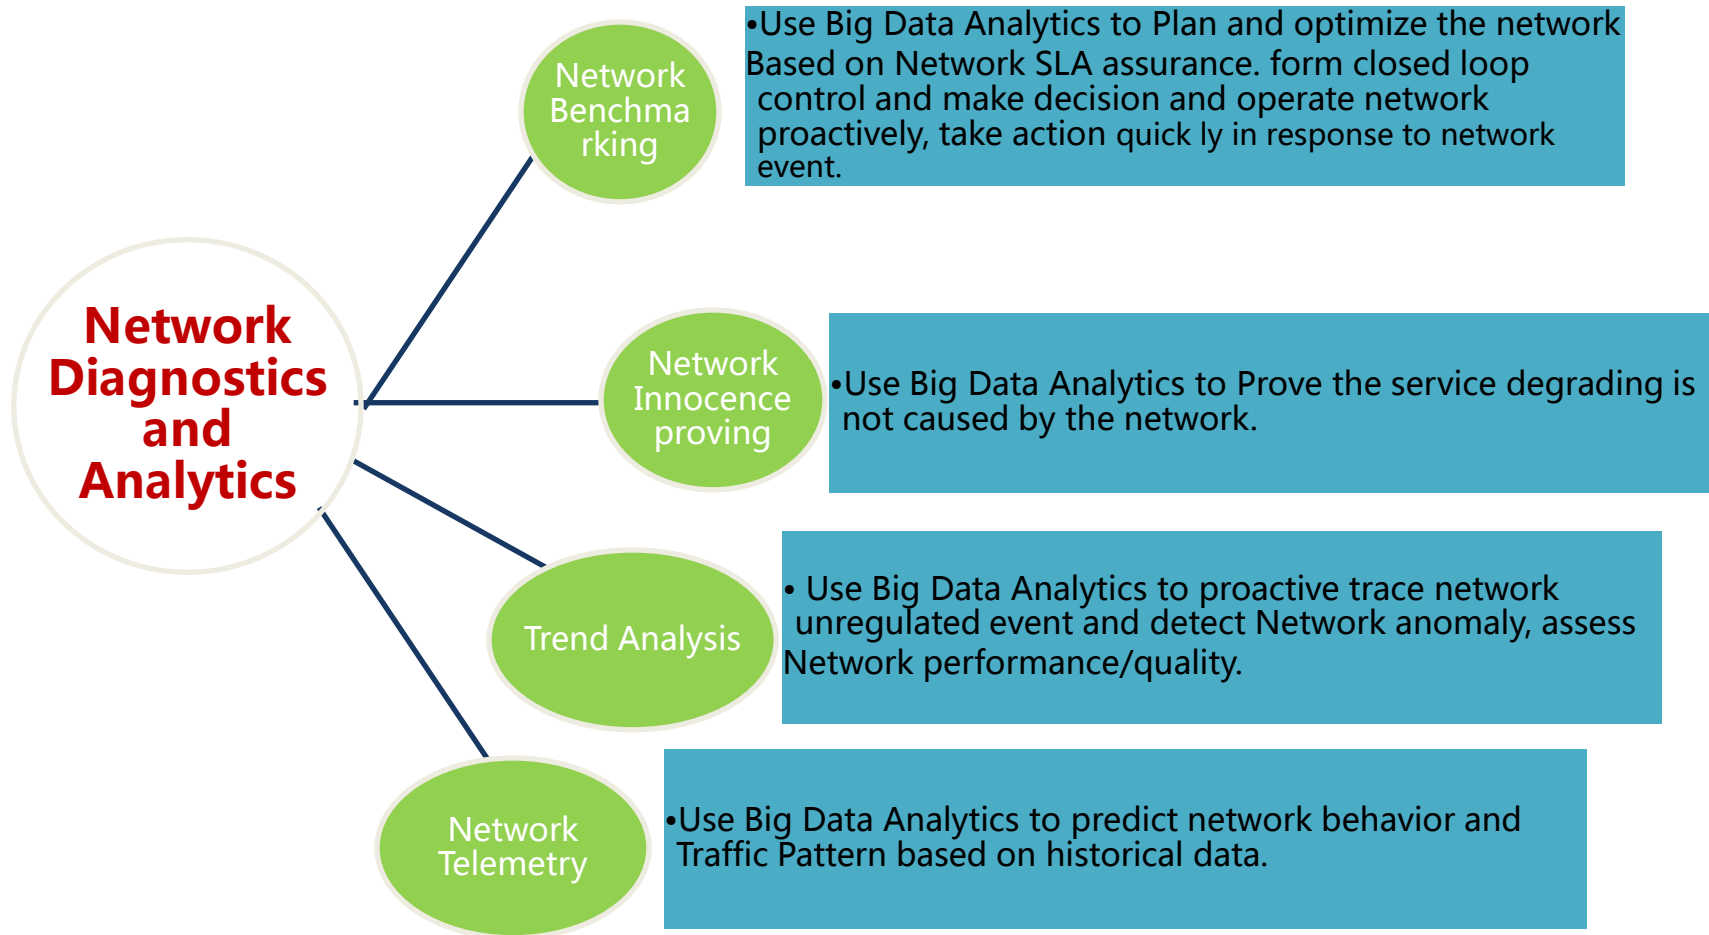 Network
Diagnostics
and
Analytics
Network
Benchma
rking
•Use Big Data Analytics to Plan and optimize the network
Based on Network SLA assurance. form closed loop
control and make decision and operate network
proactively, take action quick ly in response to network
event.
Network
Innocence
proving
•Use Big Data Analytics to Prove the service degrading is
not caused by the network.
Trend Analysis
• Use Big Data Analytics to proactive trace network
unregulated event and detect Network anomaly, assess
Network performance/quality.
Network
Telemetry
•Use Big Data Analytics to predict network behavior and
Traffic Pattern based on historical data.